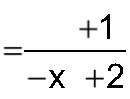 = +1
−x +2